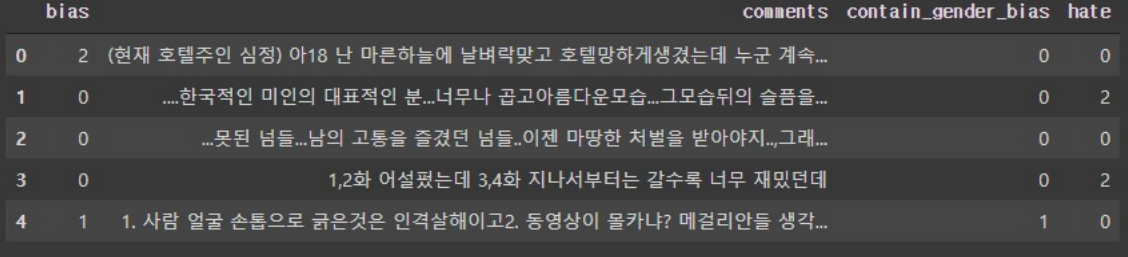 bias comments contain_gender_bias hate
0 2 (현재 호텔주인 심정) 아18 난 마른하늘에 날벼락맞고 호텔망하게생겼는데 누군 계속... 0 0
1 0 ....한국적인 미인의 대표적인 분...너무나 곱고아름다운모습...그모습뒤의 슬픔을... 0 2
2 0 ...못된 넘들...남의 고통을 즐겼던 넘들..이젠 마땅한 처벌을 받아야지..,그래... 0 0
3 0 1,2화 어설펐는데 3,4화 지나서부터는 갈수록 너무 재밌던데 0 2
4 1 1. 사람 얼굴 손톱으로 긁은것은 인격살해이고2. 동영상이 몰카냐? 메걸리안들 생각... 1 0